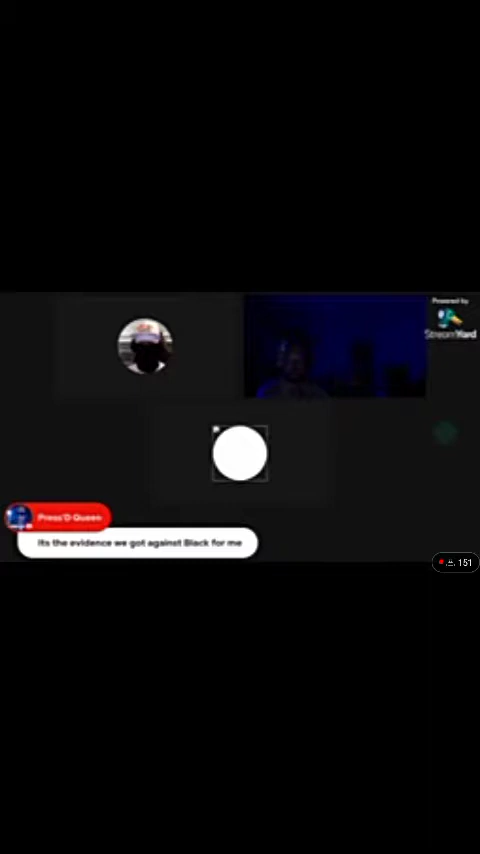 Powered by
StreamYard
Press'D Queen
Its the evidence we got against Black for me
151